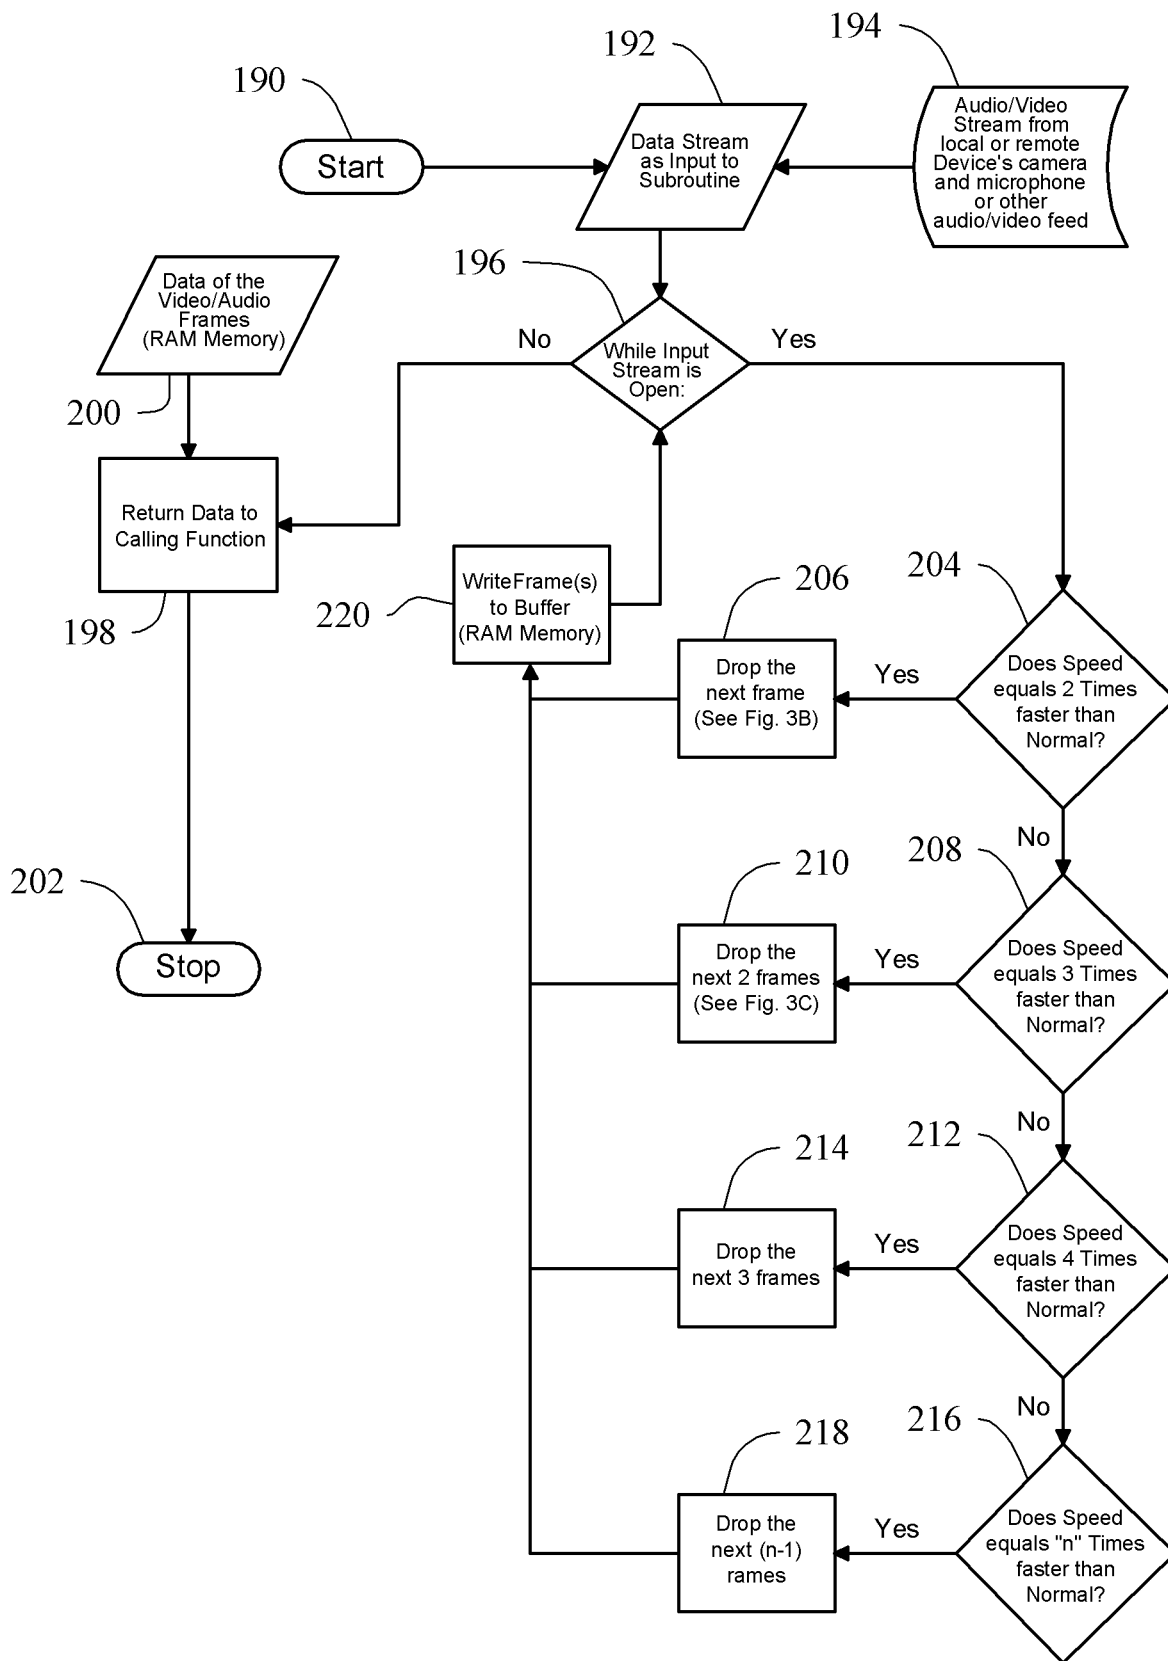 190
Start
192
Data Stream
as Input to
Subroutine
194
Audio/Video
Stream from
local or remote
Device's camera
and microphone
or other
audio/video feed
196
While Input
Stream is
Open:
No
Yes
Data of the
Video/Audio
Frames
(RAM Memory)
200
Return Data to
Calling Function
198
202
Stop
WriteFrame(s)
to Buffer
(RAM Memory)
220
204
Does Speed
equals 2 Times
faster than
Normal?
Yes
206
Drop the
next frame
(See Fig. 3B)
No
208
Does Speed
equals 3 Times
faster than
Normal?
Yes
210
Drop the
next 2 frames
(See Fig. 3C)
No
212
Does Speed
equals 4 Times
faster than
Normal?
Yes
214
Drop the
next 3 frames
No
216
Does Speed
equals "n" Times
faster than
Normal?
Yes
218
Drop the
next (n-1)
rames